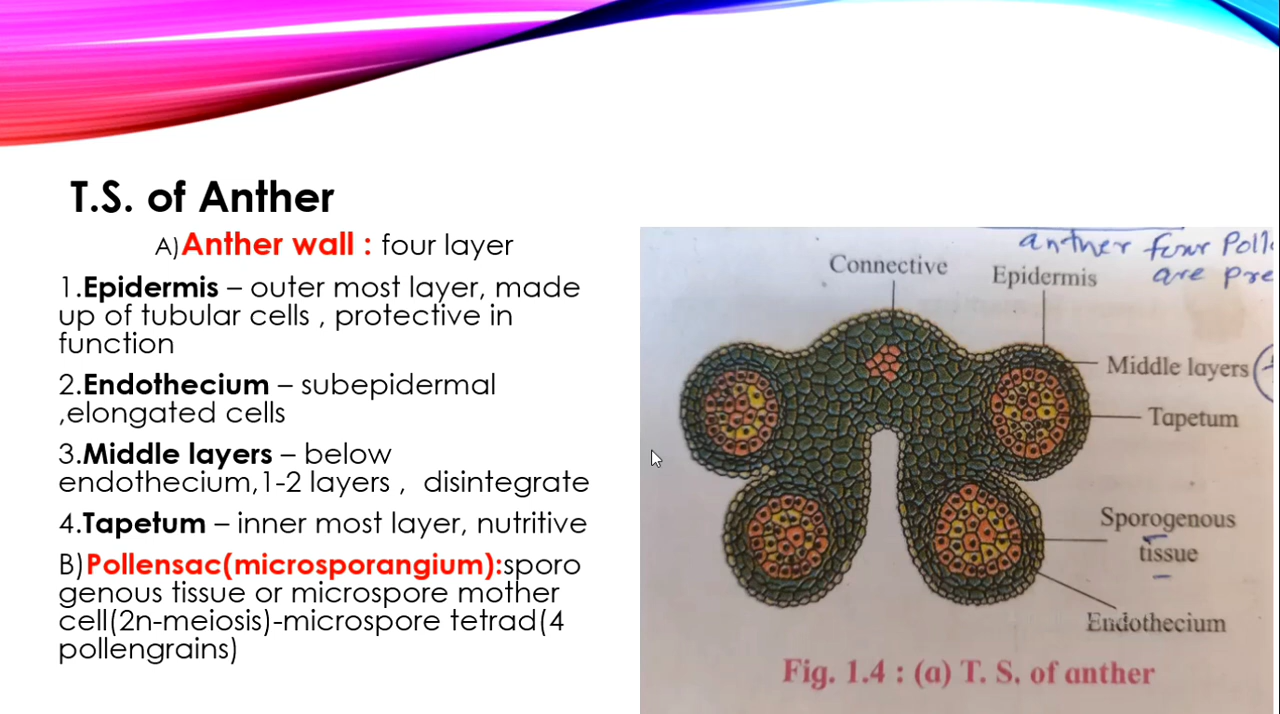 T.S. of Anther
A)Anther wall : four layer
1.Epidermis – outer most layer, made
up of tubular cells , protective in
function
2.Endothecium – subepidermal
,elongated cells
3.Middle layers – below
endothecium,1-2 layers , disintegrate
4.Tapetum – inner most layer, nutritive
B)Pollensac(microsporangium):sporo
genous tissue or microspore mother
cell(2n-meiosis)-microspore tetrad(4
pollengrains)
anther four Poll
are pre
Connective
Epidermis
Middle layers
Tapetum
Sporogenous
tissue
Endothecium
Fig. 1.4 : (a) T. S. of anther